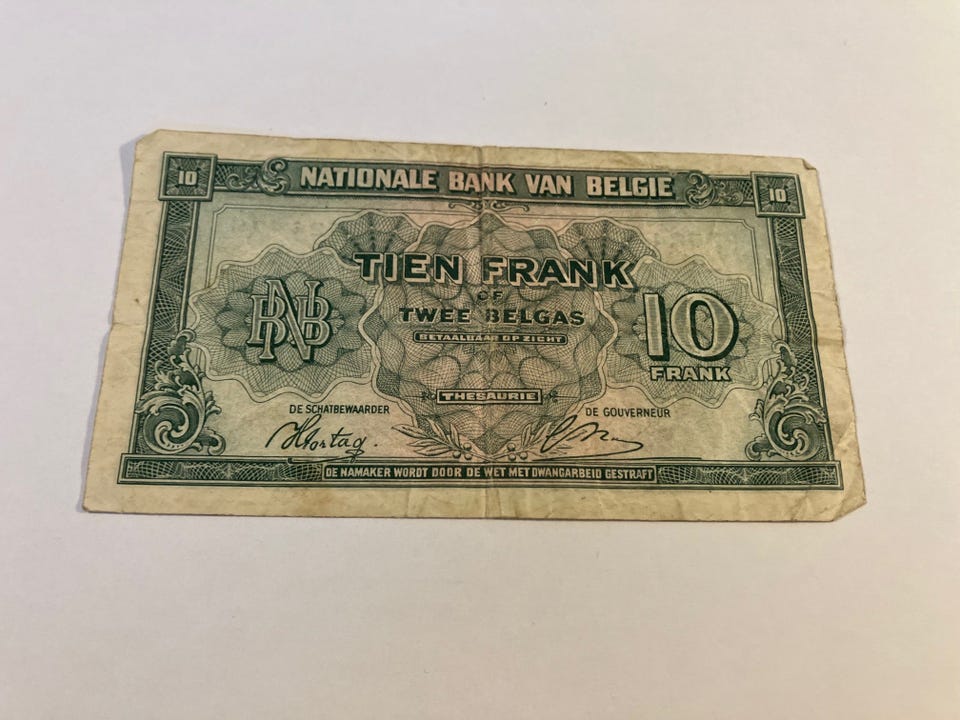 10 NATIONALE BANK VAN BELGIE 10
TIEN FRANK
OF
TWEE BELGAS
BETAALBAAR OP ZICHT
BNB
10
FRANK
THESAURIE
DE SCHATBEWAARDER
DE GOUVERNEUR
DE NAMAKER WORDT DOOR DE WET MET DWANGARBEID GESTRAFT